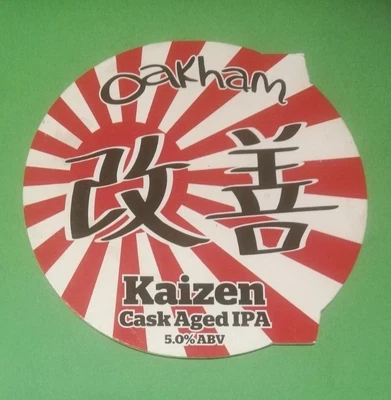 Oakham
改善
Kaizen
Cask Aged IPA
5.0% ABV